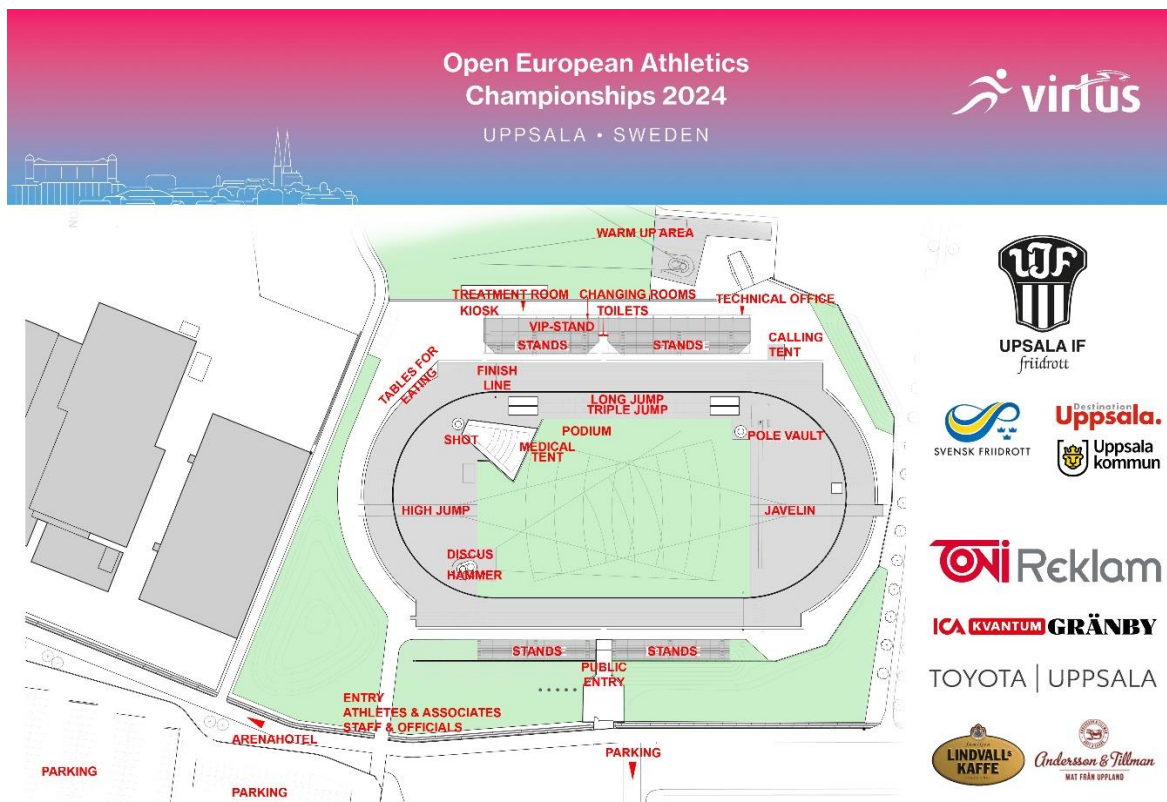 Open European Athletics
Championships 2024
UPPSALA • SWEDEN
virtus
NO
WARM UP AREA
TREATMENT ROOM
CHANGING ROOMS
TECHNICAL OFFICE
KIOSK
TOILETS
VIP-STAND
STANDS
STANDS
CALLING
TENT
TABLES FOR
EATING
FINISH
LINE
LONG JUMP
TRIPLE JUMP
PODIUM
SHOT
MEDICAL
TENT
POLE VAULT
HIGH JUMP
JAVELIN
DISCUS
HAMMER
STANDS
STANDS
PUBLIC
ENTRY
ENTRY
ATHLETES & ASSOCIATES
STAFF & OFFICIALS
ARENAHOTEL
PARKING
PARKING
PARKING
UIF
UPSALA IF
friidrott
SVENSK FRIIDROTT
Destination
Uppsala.
Uppsala
kommun
TONI Reklam
ICA KVANTUM GRÄNBY
TOYOTA | UPPSALA
LINDVALLS
KAFFE
Andersson & Tillman
MAT FRÅN UPPLAND